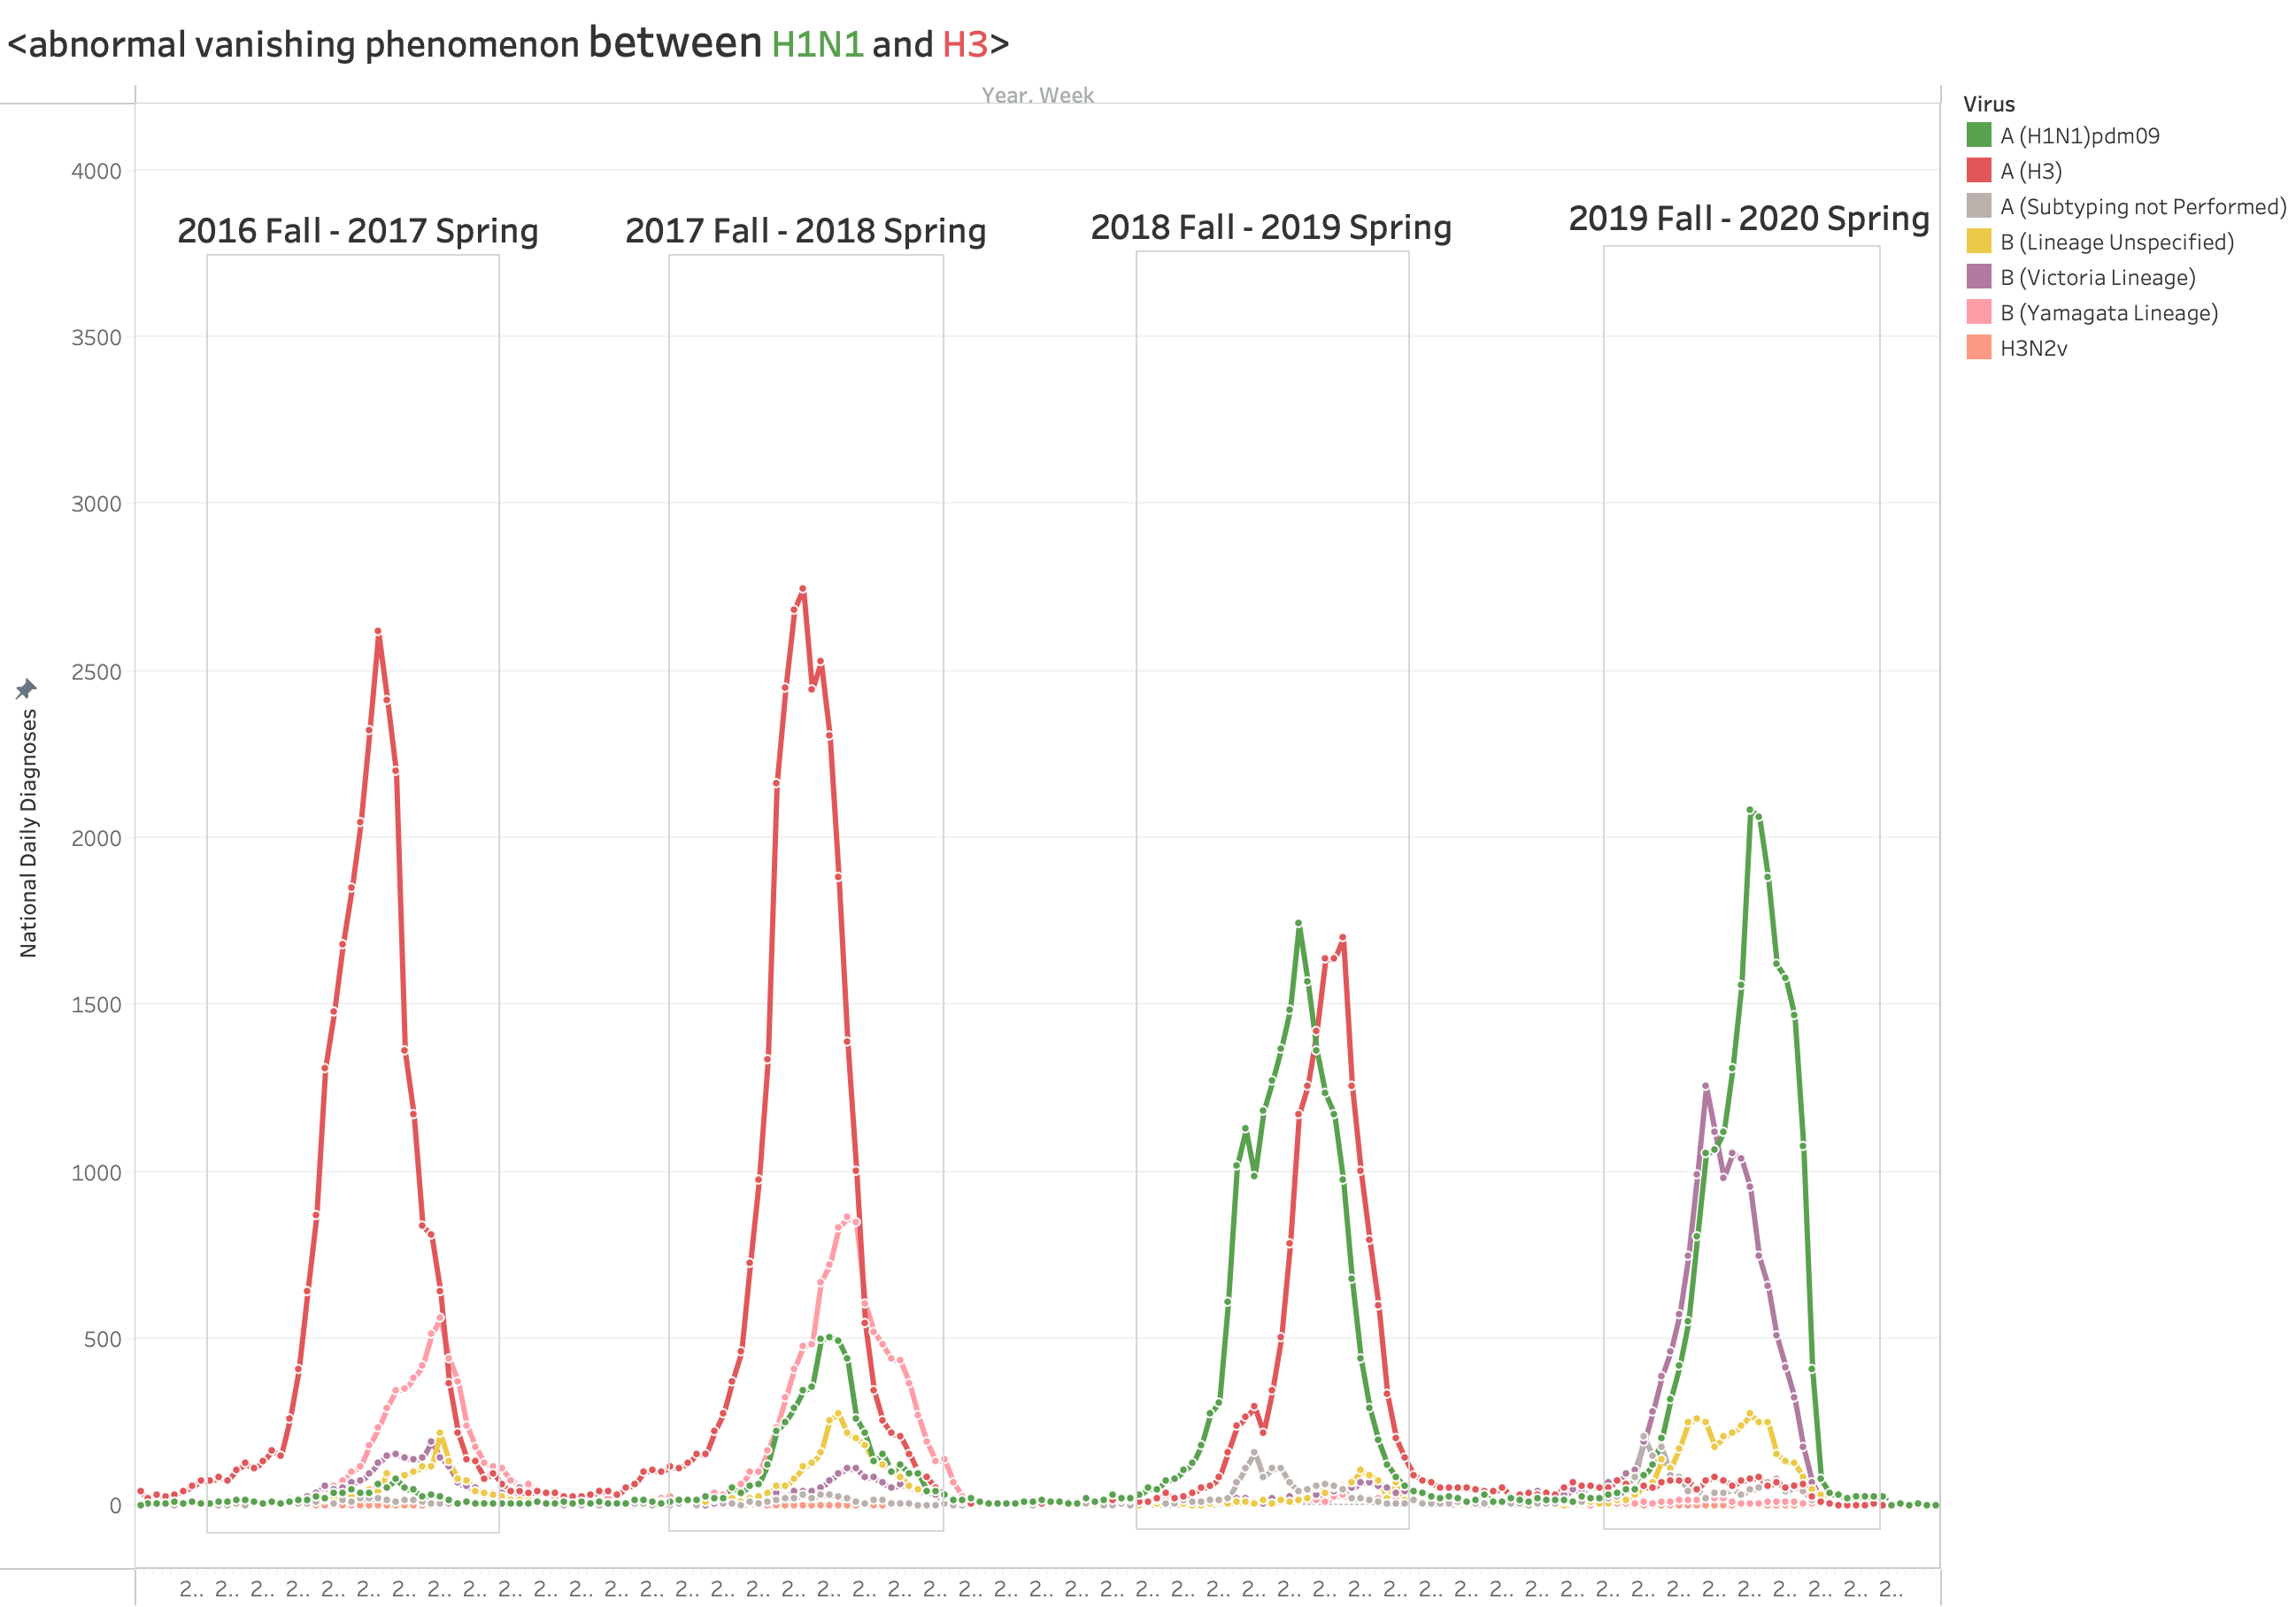 <abnormal vanishing phenomenon between H1N1 and H3>
Year, Week
Virus
A (H1N1)pdm09
A (H3)
A (Subtyping not Performed)
B (Lineage Unspecified)
B (Victoria Lineage)
B (Yamagata Lineage)
H3N2v
2016 Fall - 2017 Spring
2017 Fall - 2018 Spring
2018 Fall - 2019 Spring
2019 Fall - 2020 Spring
National Daily Diagnoses
4000
3500
3000
2500
2000
1500
1000
500
0
2.. 2.. 2.. 2.. 2.. 2.. 2.. 2.. 2.. 2.. 2.. 2.. 2.. 2.. 2.. 2.. 2.. 2.. 2.. 2.. 2.. 2.. 2.. 2.. 2.. 2.. 2.. 2.. 2.. 2.. 2.. 2.. 2.. 2.. 2.. 2.. 2.. 2.. 2.. 2.. 2.. 2.. 2.. 2.. 2.. 2.. 2.. 2.. 2..